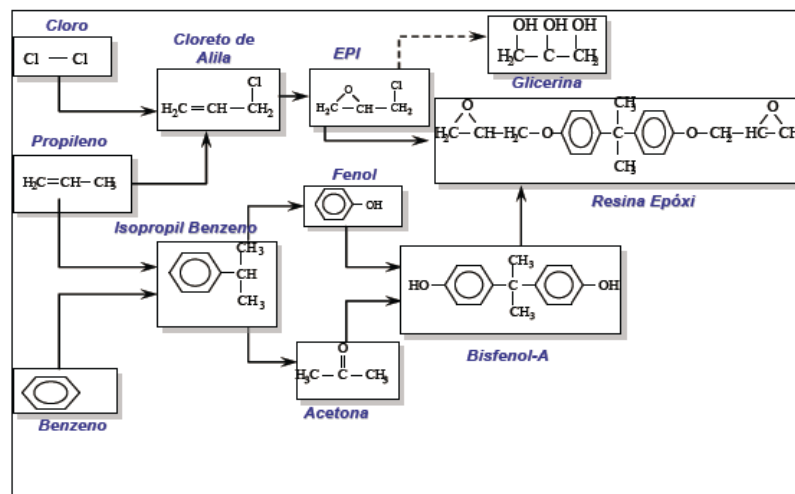 Cloro
Cl — Cl
Cloreto de
Alila
Cl
H₂C=CH—CH₂
EPI
O
Cl
H₂C—CH—CH₂
OH OH OH
H₂C—C—CH₂
Glicerina
Propileno
H₂C=CH—CH₃
O
H₂C—CH—H₂C—O
CH₃
C
CH₃
O—CH₂—HC—CH₂
O
Resina Epóxi
Isopropil Benzeno
CH₃
CH
CH₃
Fenol
OH
HO
CH₃
C
CH₃
OH
Bisfenol-A
Benzeno
O
H₃C—C—CH₃
Acetona